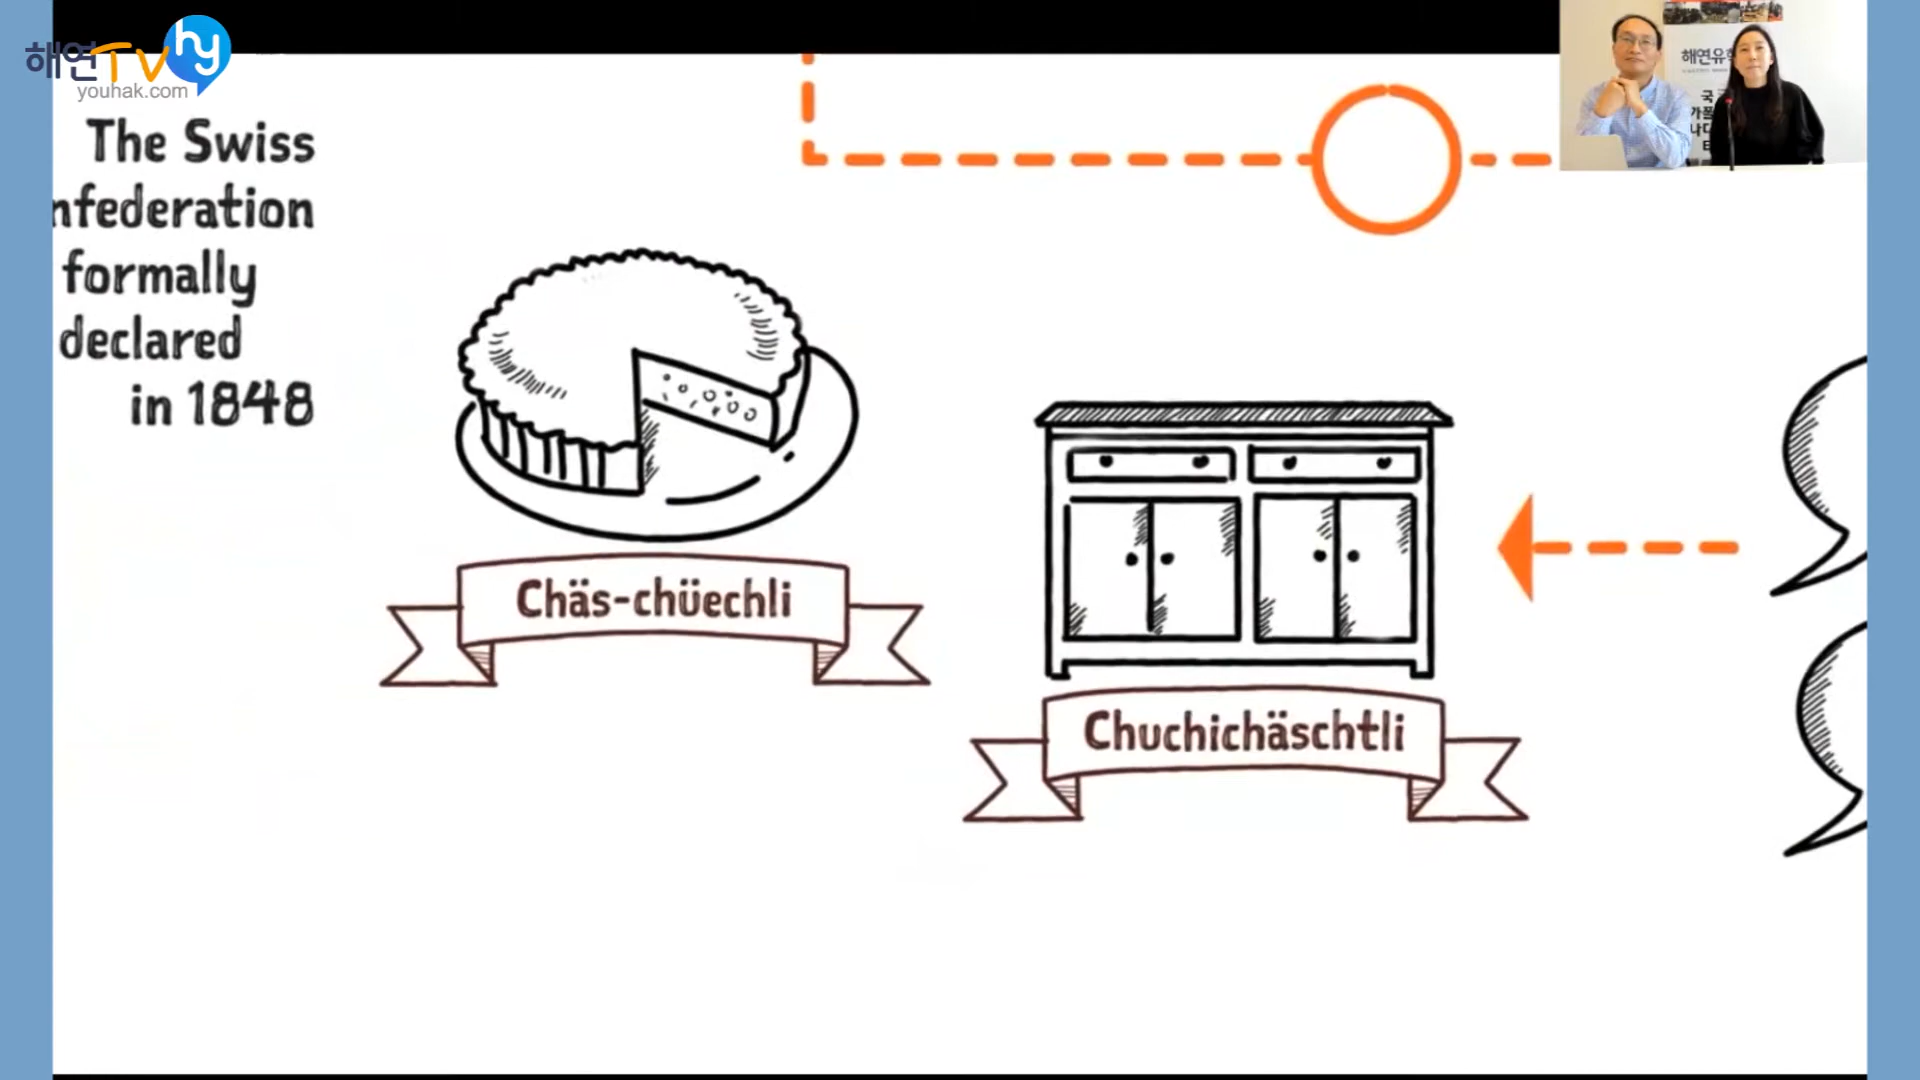 해연TV hy
youhak.com
The Swiss
nfederation
formally
declared
in 1848
Chäs-chüechli
Chuchichäschtli
해연유학
국